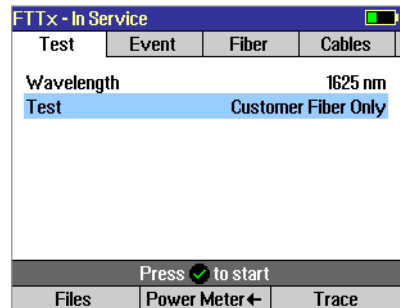 FTTx - In Service
Test Event Fiber Cables
Wavelength 1625 nm
Test Customer Fiber Only
Press to start
Files Power Meter← Trace